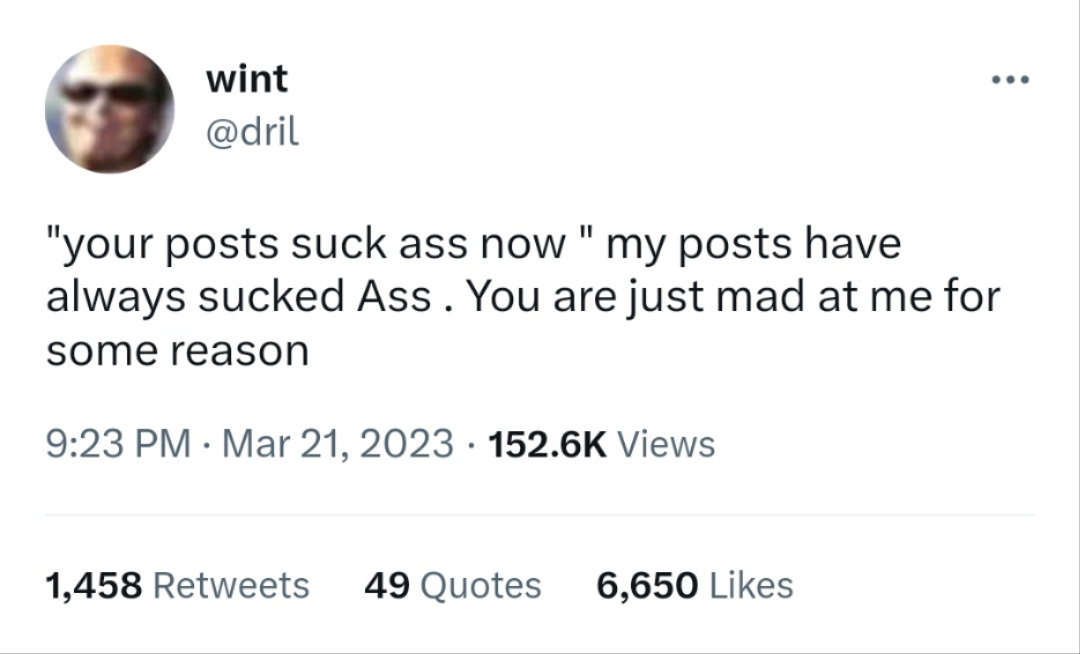 wint
@dril
"your posts suck ass now " my posts have
always sucked Ass . You are just mad at me for
some reason
9:23 PM · Mar 21, 2023 · 152.6K Views
1,458 Retweets 49 Quotes 6,650 Likes